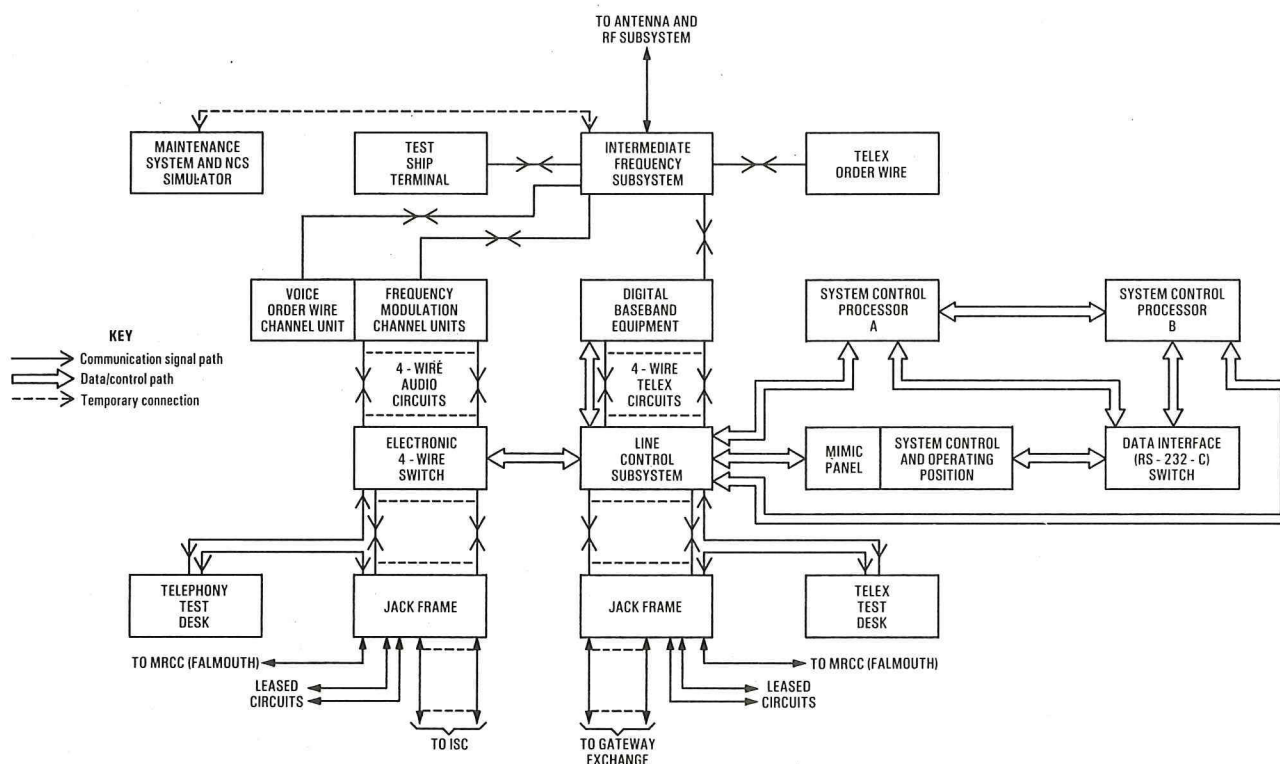 TO ANTENNA AND
RF SUBSYSTEM
MAINTENANCE
SYSTEM AND NCS
SIMULATOR
TEST
SHIP
TERMINAL
INTERMEDIATE
FREQUENCY
SUBSYSTEM
TELEX
ORDER WIRE
VOICE
ORDER WIRE
CHANNEL UNIT
FREQUENCY
MODULATION
CHANNEL UNITS
DIGITAL
BASEBAND
EQUIPMENT
SYSTEM CONTROL
PROCESSOR
A
SYSTEM CONTROL
PROCESSOR
B
KEY
Communication signal path
Data/control path
Temporary connection
4 - WIRE
AUDIO
CIRCUITS
4 - WIRE
TELEX
CIRCUITS
ELECTRONIC
4 - WIRE
SWITCH
LINE
CONTROL
SUBSYSTEM
MIMIC
PANEL
SYSTEM CONTROL
AND OPERATING
POSITION
DATA INTERFACE
(RS - 232 - C)
SWITCH
TELEPHONY
TEST
DESK
JACK FRAME
JACK FRAME
TELEX
TEST
DESK
TO MRCC (FALMOUTH)
TO MRCC (FALMOUTH)
LEASED
CIRCUITS
LEASED
CIRCUITS
TO ISC
TO GATEWAY
EXCHANGE